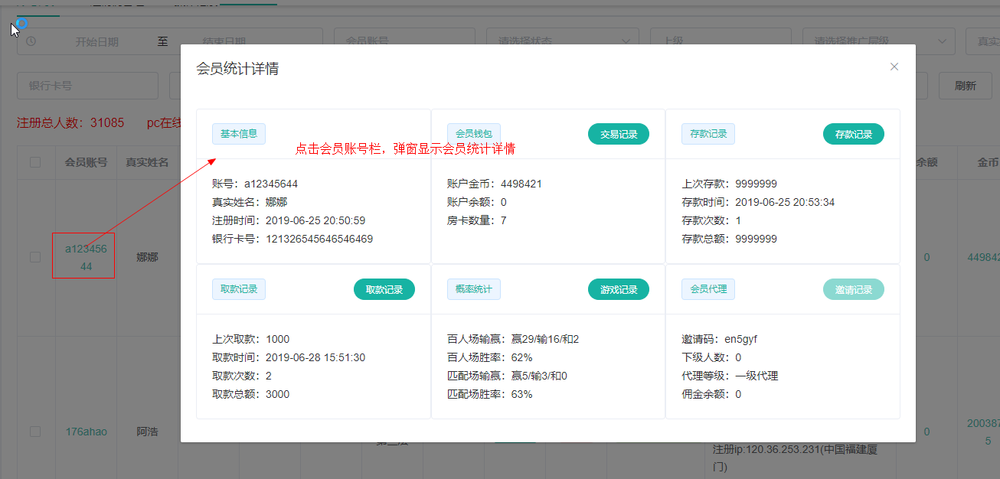 开始日期 至 结束日期 会员账号 请选择状态 上级 请选择推广层级 真实
银行卡号 刷新
注册总人数：31085 pc在线
会员账号 真实姓名 余额 金币
a12345644 娜娜 0 449842
176ahao 阿浩 0 2003875
注册ip:120.36.253.231(中国福建厦门)
会员统计详情
点击会员账号栏，弹窗显示会员统计详情
基本信息
账号：a12345644
真实姓名：娜娜
注册时间：2019-06-25 20:50:59
银行卡号：121326545646546469
会员钱包 交易记录
账户金币：4498421
账户余额：0
房卡数量：7
存款记录 存款记录
上次存款：9999999
存款时间：2019-06-25 20:53:34
存款次数：1
存款总额：9999999
取款记录 取款记录
上次取款：1000
取款时间：2019-06-28 15:51:30
取款次数：2
取款总额：3000
概率统计 游戏记录
百人场输赢：赢29/输16/和2
百人场胜率：62%
匹配场输赢：赢5/输3/和0
匹配场胜率：63%
会员代理 邀请记录
邀请码：en5gyf
下级人数：0
代理等级：一级代理
佣金余额：0